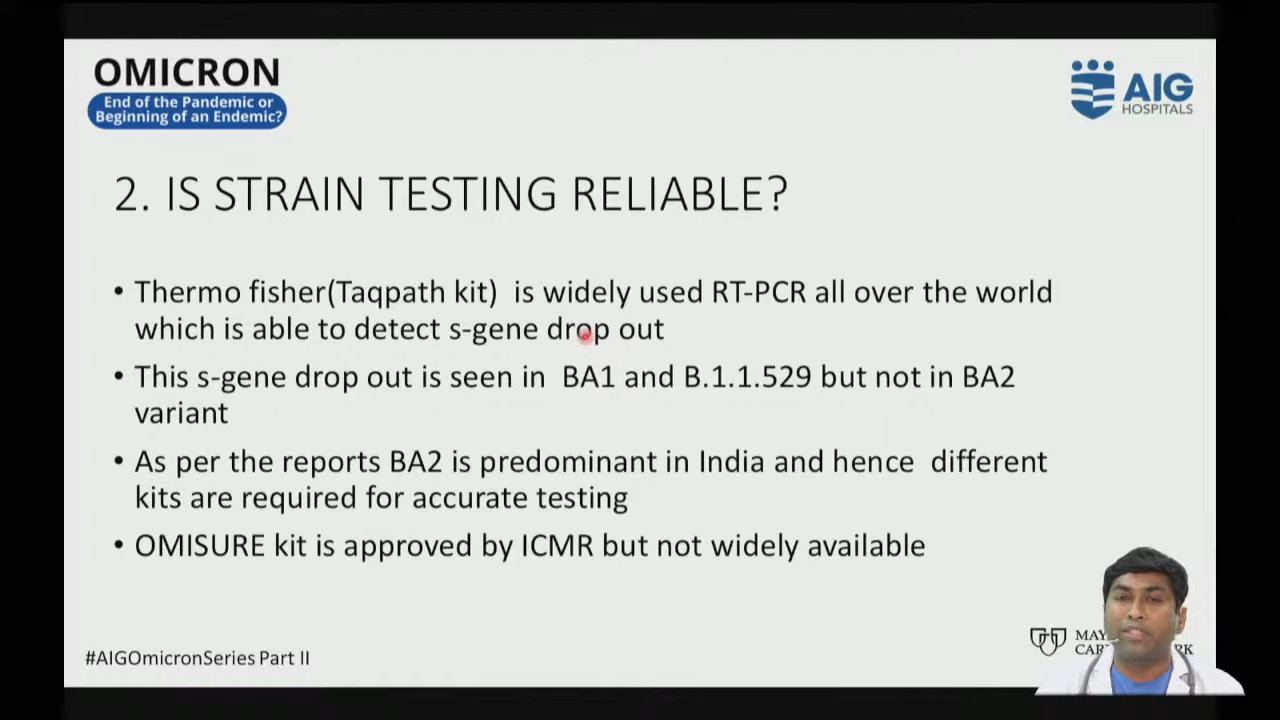 OMICRON
End of the Pandemic or
Beginning of an Endemic?
AIG
HOSPITALS
2. IS STRAIN TESTING RELIABLE?
• Thermo fisher(Taqpath kit) is widely used RT-PCR all over the world
which is able to detect s-gene drop out
• This s-gene drop out is seen in BA1 and B.1.1.529 but not in BA2
variant
• As per the reports BA2 is predominant in India and hence different
kits are required for accurate testing
• OMISURE kit is approved by ICMR but not widely available
#AIGOmicronSeries Part II